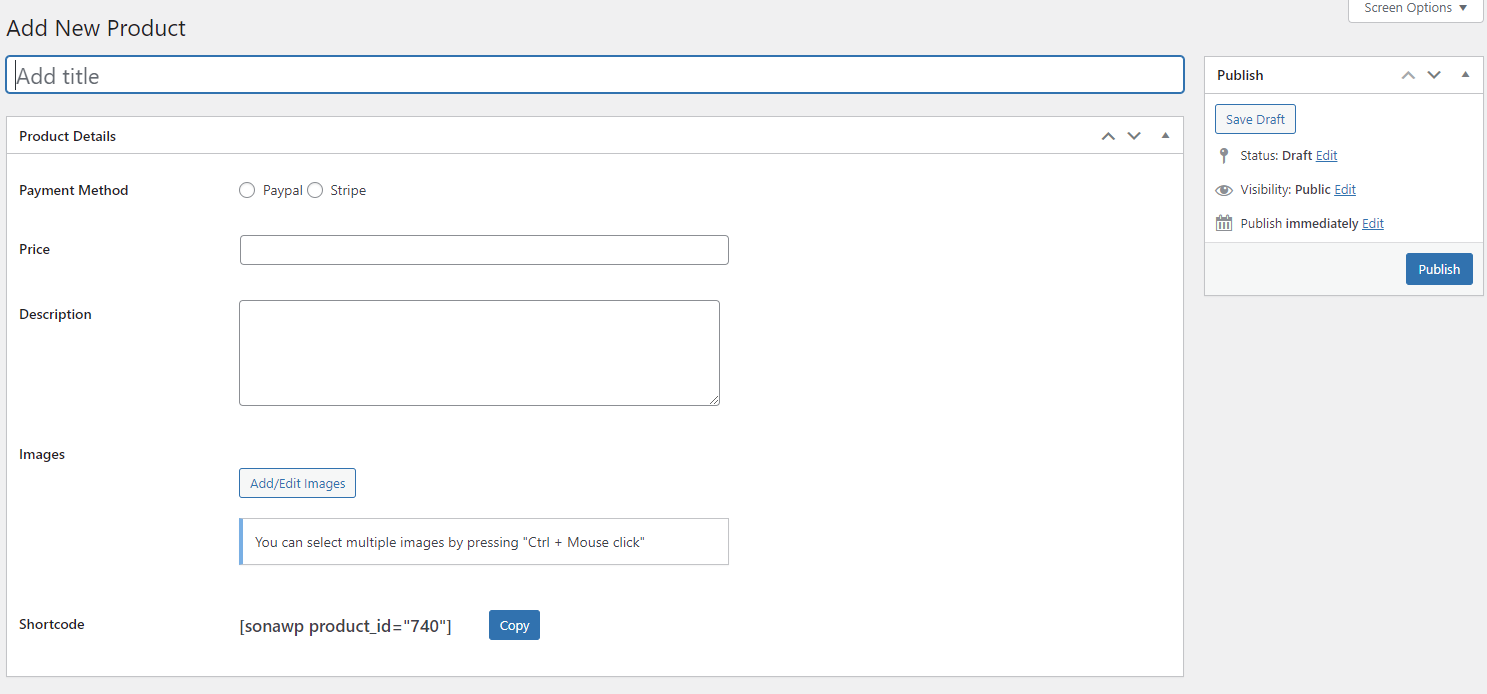 Screen Options
Add New Product
Add title
Product Details
Payment Method
Paypal Stripe
Price
Description
Images
Add/Edit Images
You can select multiple images by pressing "Ctrl + Mouse click"
Shortcode
[sonawp product_id="740"]
Copy
Publish
Save Draft
Status: Draft Edit
Visibility: Public Edit
Publish immediately Edit
Publish